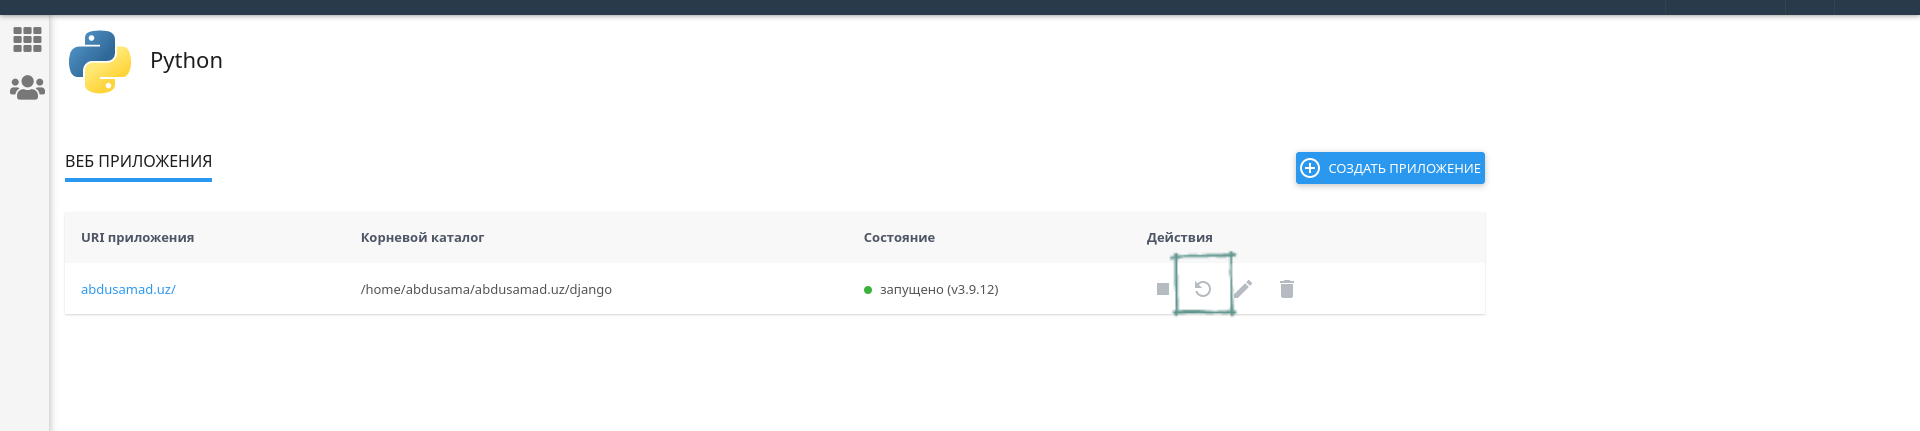 Python
ВЕБ ПРИЛОЖЕНИЯ
СОЗДАТЬ ПРИЛОЖЕНИЕ
URI приложения Корневой каталог Состояние Действия
abdusamad.uz/ /home/abdusama/abdusamad.uz/django запущено (v3.9.12)